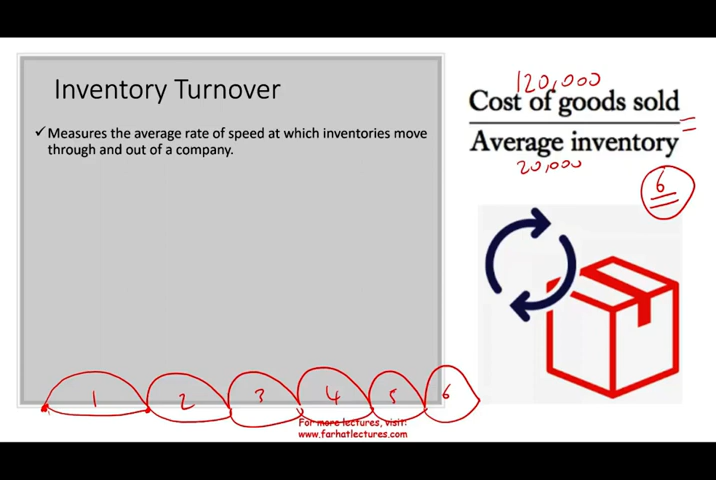 Inventory Turnover
✓Measures the average rate of speed at which inventories move
through and out of a company.
120,000
Cost of goods sold
=
Average inventory
20,000
6
1 2 3 4 5 6
For more lectures, visit:
www.farhatlectures.com